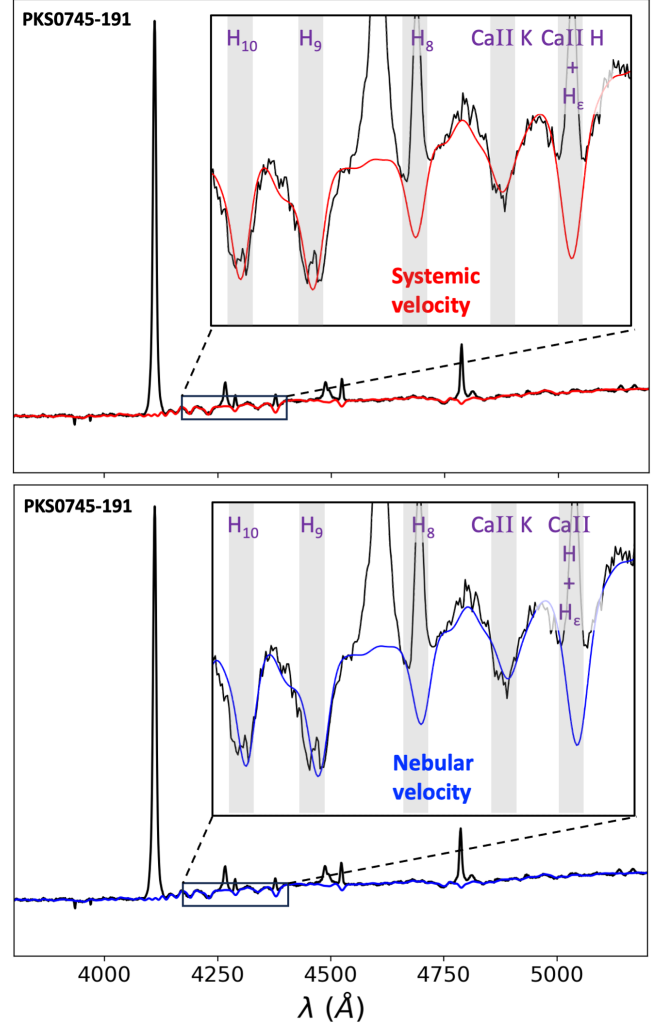 PKS0745-191
H₁₀ H₉ H₈ CaII K CaII H
+
Hε
Systemic
velocity
PKS0745-191
H₁₀ H₉ H₈ CaII K CaII
H
+
Hε
Nebular
velocity
4000 4250 4500 4750 5000
λ (Å)